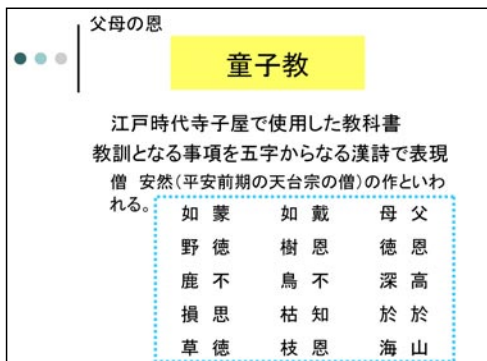 父母の恩
童子教
江戸時代寺子屋で使用した教科書
教訓となる事項を五字からなる漢詩で表現
僧 安然(平安前期の天台宗の僧)の作といわ
れる。
父恩高於山
母徳深於海
戴恩不知恩
如樹鳥枯枝
蒙徳不思徳
如野鹿損草